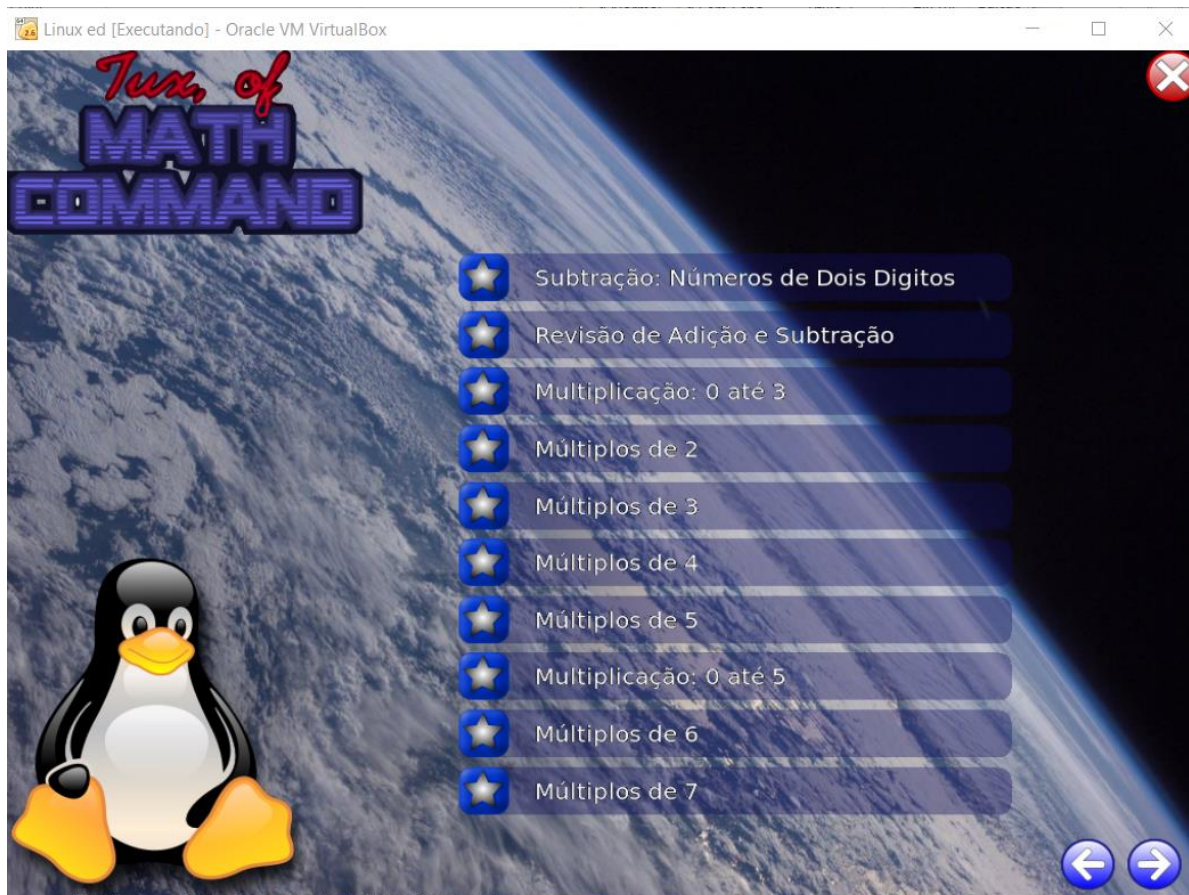 Linux ed [Executando] - Oracle VM VirtualBox
Tux, of
MATH
COMMAND
Subtração: Números de Dois Digitos
Revisão de Adição e Subtração
Multiplicação: 0 até 3
Múltiplos de 2
Múltiplos de 3
Múltiplos de 4
Múltiplos de 5
Multiplicação: 0 até 5
Múltiplos de 6
Múltiplos de 7